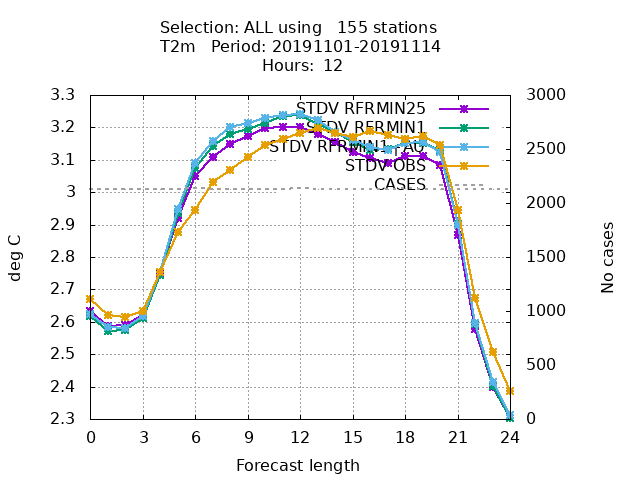 Selection: ALL using 155 stations
T2m Period: 20191101-20191114
Hours: 12
3.3
3.2
3.1
3
2.9
2.8
2.7
2.6
2.5
2.4
2.3
deg C
STDV RFRMIN25
STDV RFRMIN1
STDV OBS
CASES
3000
2500
2000
1500
1000
500
0
No cases
0 3 6 9 12 15 18 21 24
Forecast length